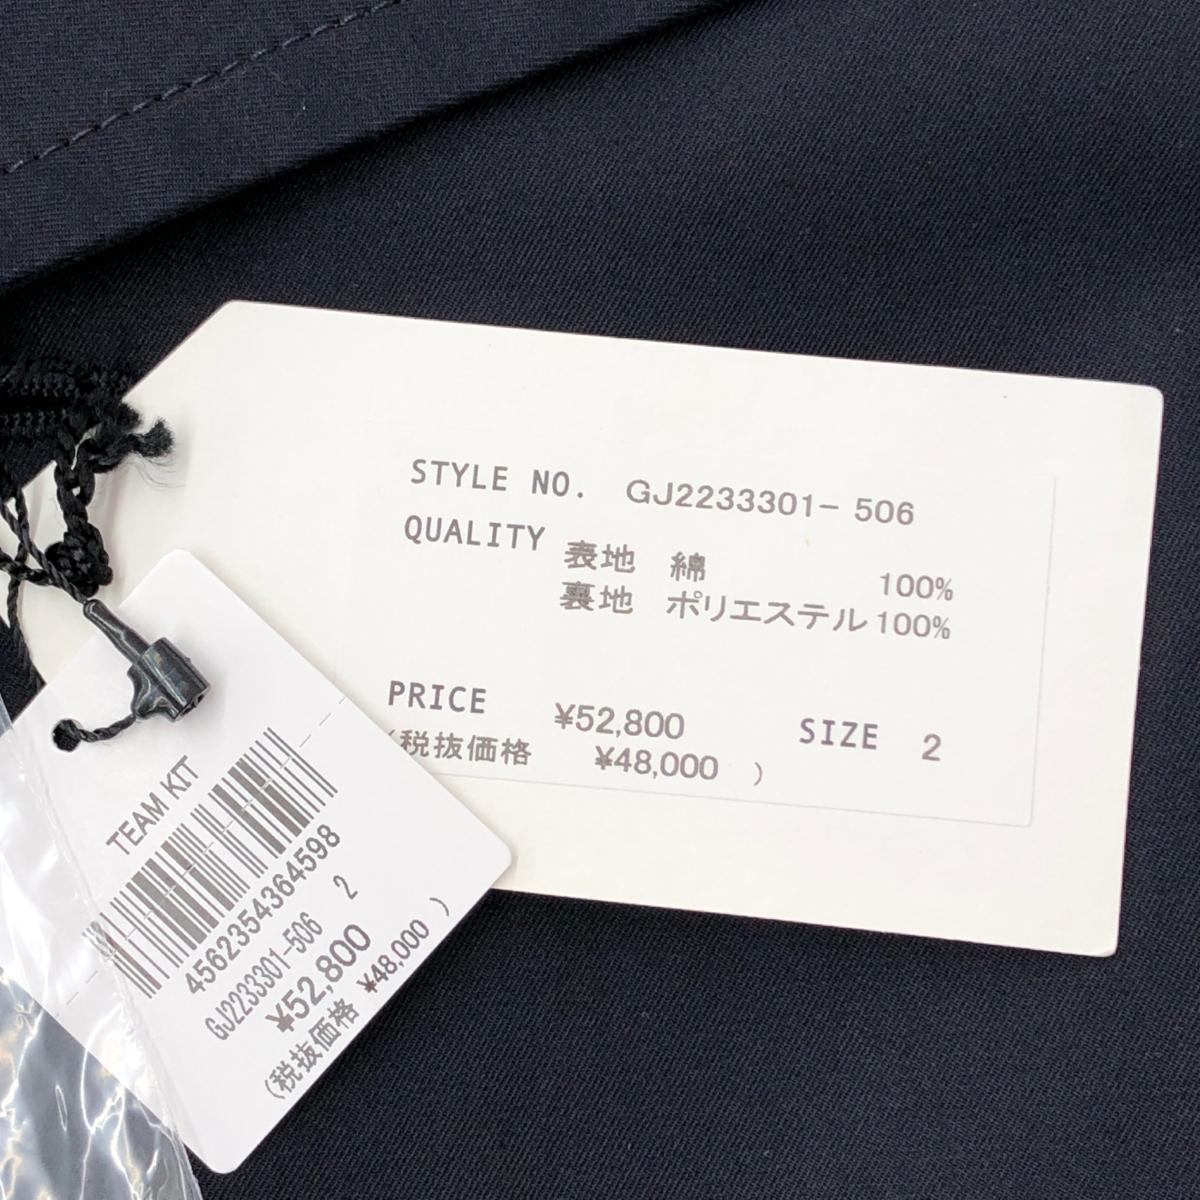 STYLE NO. GJ2233301- 506
QUALITY 表地 綿 100%
裏地 ポリエステル 100%
PRICE ¥52,800 SIZE 2
(税抜価格 ¥48,000 )
TEAM KIT
4562354364598
GJ2233301-506 2
¥52,800
(税抜価格 ¥48,000 )